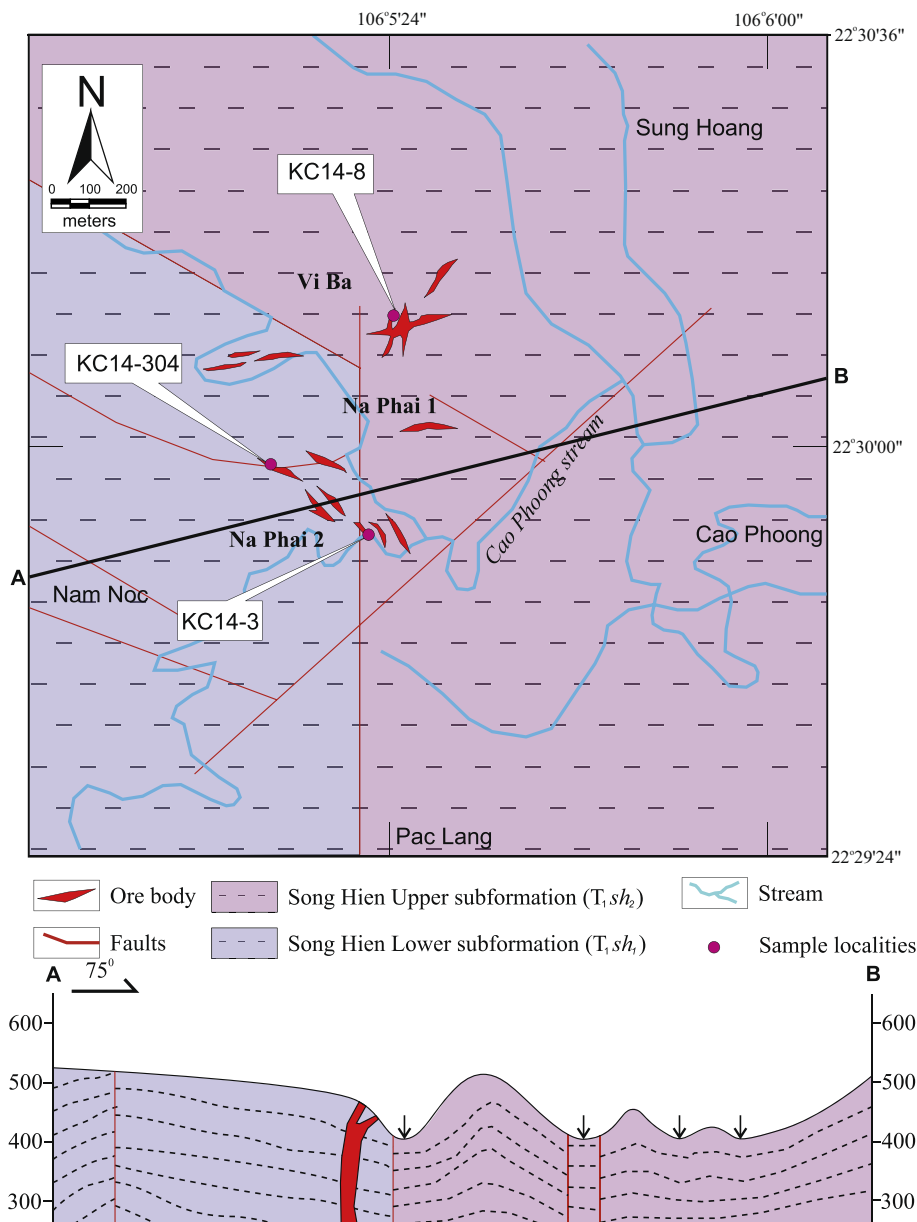 106°5'24" 106°6'00"
22°30'36"
N
0 100 200
meters
Sung Hoang
KC14-8
Vi Ba
KC14-304
B
Na Phai 1
22°30'00"
Cao Phoong stream
Cao Phoong
Na Phai 2
A
Nam Noc
KC14-3
Pac Lang
22°29'24"
Ore body
Song Hien Upper subformation (T₁sh₂)
Stream
Faults
Song Hien Lower subformation (T₁sh₁)
Sample localities
A 75⁰ B
600 600
500 500
400 400
300 300